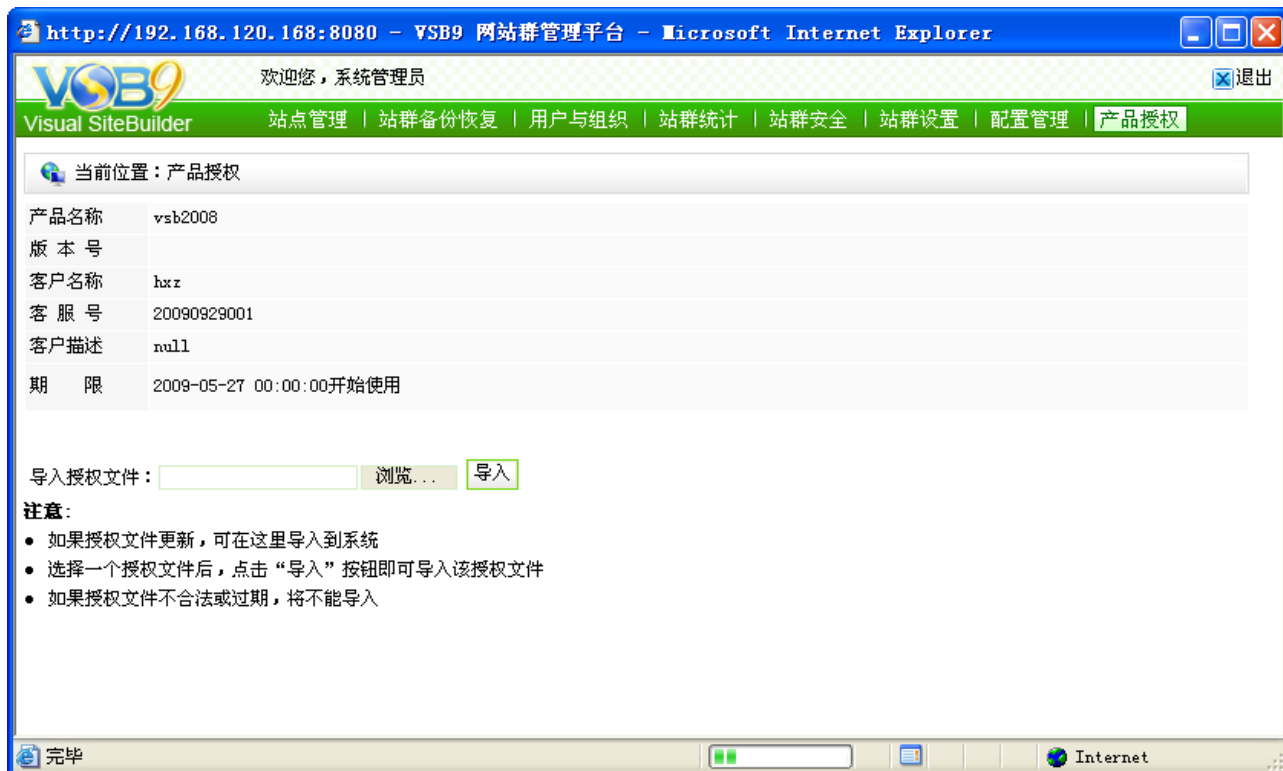 http://192.168.120.168:8080 - VSB9 网站群管理平台 - Microsoft Internet Explorer
VSB9
Visual SiteBuilder
欢迎您，系统管理员
退出
站点管理 | 站群备份恢复 | 用户与组织 | 站群统计 | 站群安全 | 站群设置 | 配置管理 | 产品授权
当前位置：产品授权
产品名称 vsb2008
版 本 号
客户名称 hxz
客 服 号 20090929001
客户描述 null
期 限 2009-05-27 00:00:00开始使用
导入授权文件： 浏览... 导入
注意:
● 如果授权文件更新，可在这里导入到系统
● 选择一个授权文件后，点击“导入”按钮即可导入该授权文件
● 如果授权文件不合法或过期，将不能导入
完毕 Internet